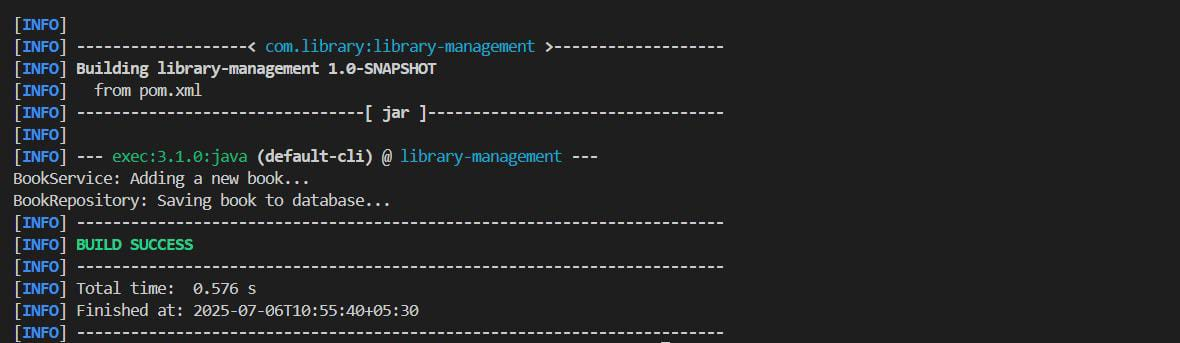 [INFO]
[INFO] -------------------< com.library:library-management >-------------------
[INFO] Building library-management 1.0-SNAPSHOT
[INFO]   from pom.xml
[INFO] --------------------------------[ jar ]---------------------------------
[INFO]
[INFO] --- exec:3.1.0:java (default-cli) @ library-management ---
BookService: Adding a new book...
BookRepository: Saving book to database...
[INFO] ------------------------------------------------------------------------
[INFO] BUILD SUCCESS
[INFO] ------------------------------------------------------------------------
[INFO] Total time:  0.576 s
[INFO] Finished at: 2025-07-06T10:55:40+05:30
[INFO] ------------------------------------------------------------------------